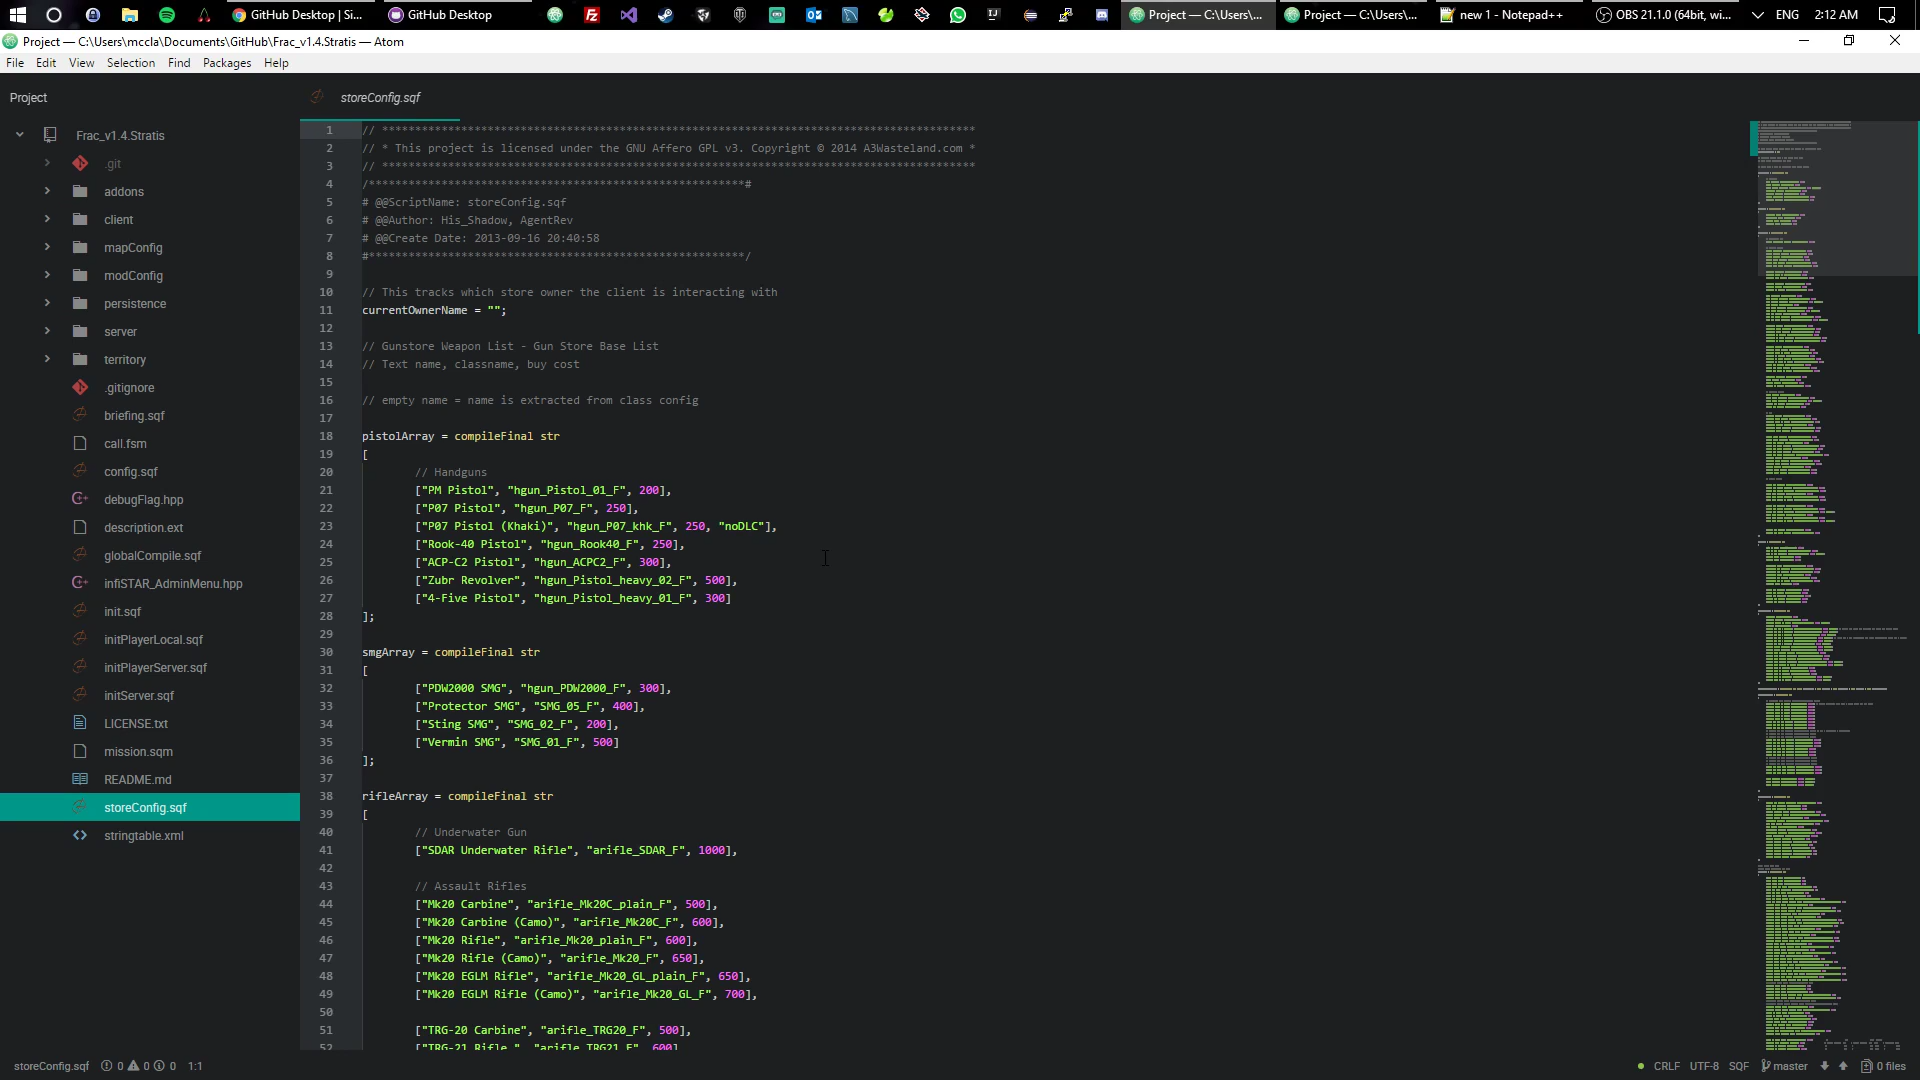 GitHub Desktop | Si...
GitHub Desktop
Project — C:\Users\...
Project — C:\Users\...
new 1 - Notepad++
OBS 21.1.0 (64bit, wi...
ENG
2:12 AM
Project — C:\Users\mccla\Documents\GitHub\Frac_v1.4.Stratis — Atom
File Edit View Selection Find Packages Help
Project
Frac_v1.4.Stratis
.git
addons
client
mapConfig
modConfig
persistence
server
territory
.gitignore
briefing.sqf
call.fsm
config.sqf
debugFlag.hpp
description.ext
globalCompile.sqf
infiSTAR_AdminMenu.hpp
init.sqf
initPlayerLocal.sqf
initPlayerServer.sqf
initServer.sqf
LICENSE.txt
mission.sqm
README.md
storeConfig.sqf
stringtable.xml
storeConfig.sqf
1 // ******************************************************************************************
2 // * This project is licensed under the GNU Affero GPL v3. Copyright © 2014 A3Wasteland.com *
3 // ******************************************************************************************
4 /*********************************************************#
5 # @@ScriptName: storeConfig.sqf
6 # @@Author: His_Shadow, AgentRev
7 # @@Create Date: 2013-09-16 20:40:58
8 #*********************************************************/
9
10 // This tracks which store owner the client is interacting with
11 currentOwnerName = "";
12
13 // Gunstore Weapon List - Gun Store Base List
14 // Text name, classname, buy cost
15
16 // empty name = name is extracted from class config
17
18 pistolArray = compileFinal str
19 [
20 // Handguns
21 ["PM Pistol", "hgun_Pistol_01_F", 200],
22 ["P07 Pistol", "hgun_P07_F", 250],
23 ["P07 Pistol (Khaki)", "hgun_P07_khk_F", 250, "noDLC"],
24 ["Rook-40 Pistol", "hgun_Rook40_F", 250],
25 ["ACP-C2 Pistol", "hgun_ACPC2_F", 300],
26 ["Zubr Revolver", "hgun_Pistol_heavy_02_F", 500],
27 ["4-Five Pistol", "hgun_Pistol_heavy_01_F", 300]
28 ];
29
30 smgArray = compileFinal str
31 [
32 ["PDW2000 SMG", "hgun_PDW2000_F", 300],
33 ["Protector SMG", "SMG_05_F", 400],
34 ["Sting SMG", "SMG_02_F", 200],
35 ["Vermin SMG", "SMG_01_F", 500]
36 ];
37
38 rifleArray = compileFinal str
39 [
40 // Underwater Gun
41 ["SDAR Underwater Rifle", "arifle_SDAR_F", 1000],
42
43 // Assault Rifles
44 ["Mk20 Carbine", "arifle_Mk20C_plain_F", 500],
45 ["Mk20 Carbine (Camo)", "arifle_Mk20C_F", 600],
46 ["Mk20 Rifle", "arifle_Mk20_plain_F", 600],
47 ["Mk20 Rifle (Camo)", "arifle_Mk20_F", 650],
48 ["Mk20 EGLM Rifle", "arifle_Mk20_GL_plain_F", 650],
49 ["Mk20 EGLM Rifle (Camo)", "arifle_Mk20_GL_F", 700],
50
51 ["TRG-20 Carbine", "arifle_TRG20_F", 500],
52 ["TRG-21 Rifle ", "arifle_TRG21_F", 600]
storeConfig.sqf 0 0 0 1:1
CRLF UTF-8 SQF master 0 files